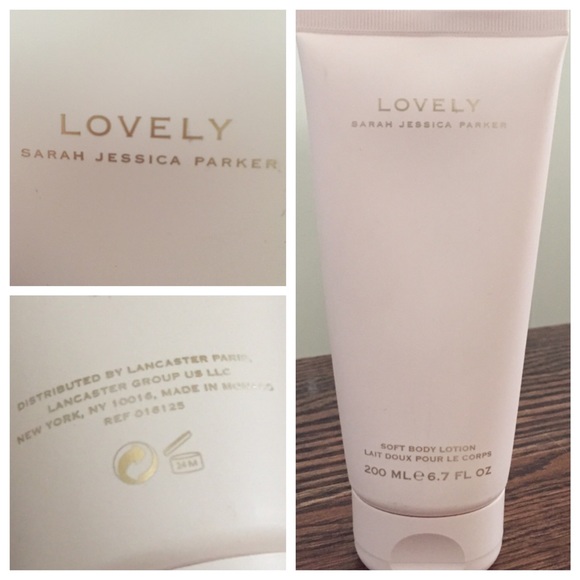 LOVELY
SARAH JESSICA PARKER
DISTRIBUTED BY LANCASTER PARIS,
LANCASTER GROUP US LLC
NEW YORK, NY 10016, MADE IN MONACO
REF 016125
24 M
LOVELY
SARAH JESSICA PARKER
SOFT BODY LOTION
LAIT DOUX POUR LE CORPS
200 ML ℮ 6.7 FL OZ